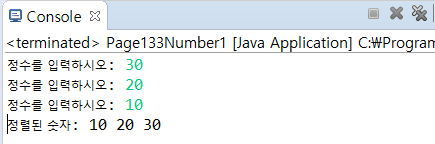 Console
<terminated> Page133Number1 [Java Application] C:₩Program
정수를 입력하시오: 30
정수를 입력하시오: 20
정수를 입력하시오: 10
정렬된 숫자: 10 20 30